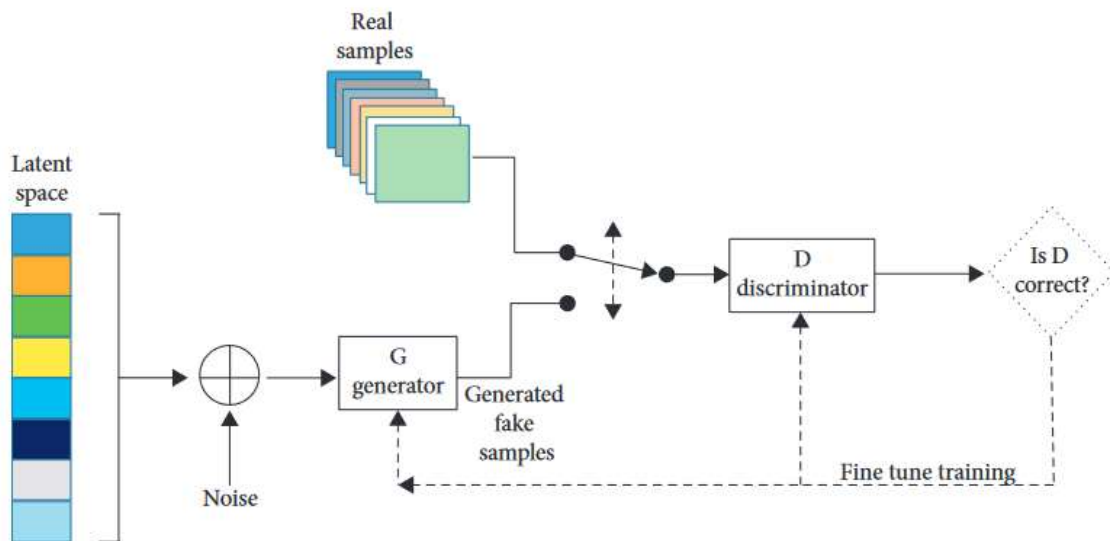 Real
samples
Latent
space
D
discriminator
Is D
correct?
G
generator
Generated
fake
samples
Fine tune training
Noise